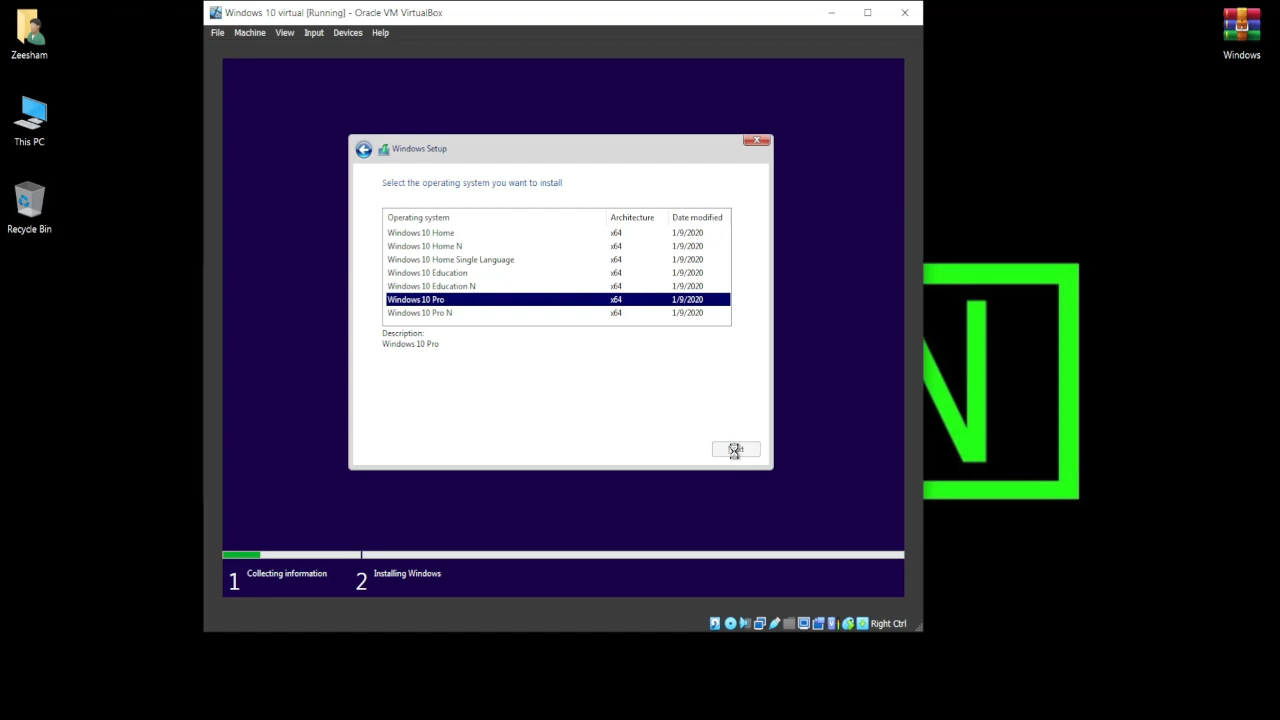 Windows 10 virtual [Running] - Oracle VM VirtualBox
File Machine View Input Devices Help
Zeesham
Windows
This PC
Recycle Bin
Windows Setup
Select the operating system you want to install
Operating system Architecture Date modified
Windows 10 Home x64 1/9/2020
Windows 10 Home N x64 1/9/2020
Windows 10 Home Single Language x64 1/9/2020
Windows 10 Education x64 1/9/2020
Windows 10 Education N x64 1/9/2020
Windows 10 Pro x64 1/9/2020
Windows 10 Pro N x64 1/9/2020
Description:
Windows 10 Pro
N
1 Collecting information 2 Installing Windows
Right Ctrl